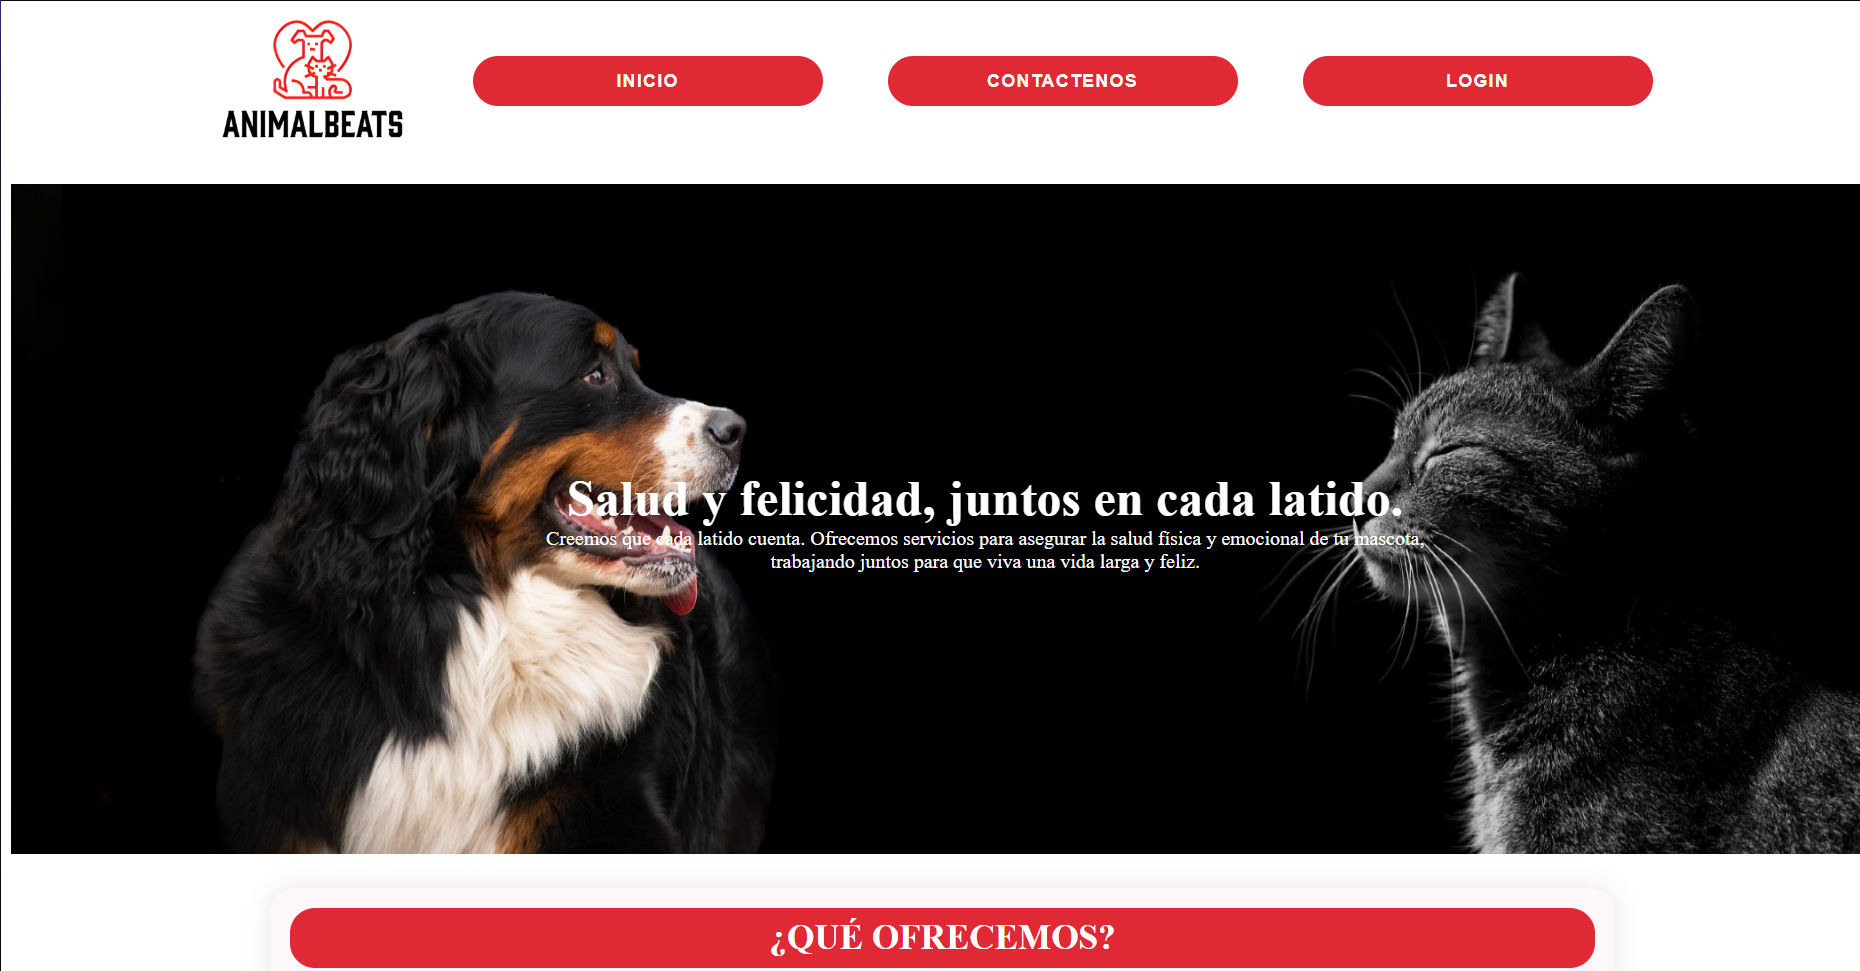 ANIMALBEATS
INICIO
CONTACTENOS
LOGIN
Salud y felicidad, juntos en cada latido.
Creemos que cada latido cuenta. Ofrecemos servicios para asegurar la salud física y emocional de tu mascota,
trabajando juntos para que viva una vida larga y feliz.
¿QUÉ OFRECEMOS?